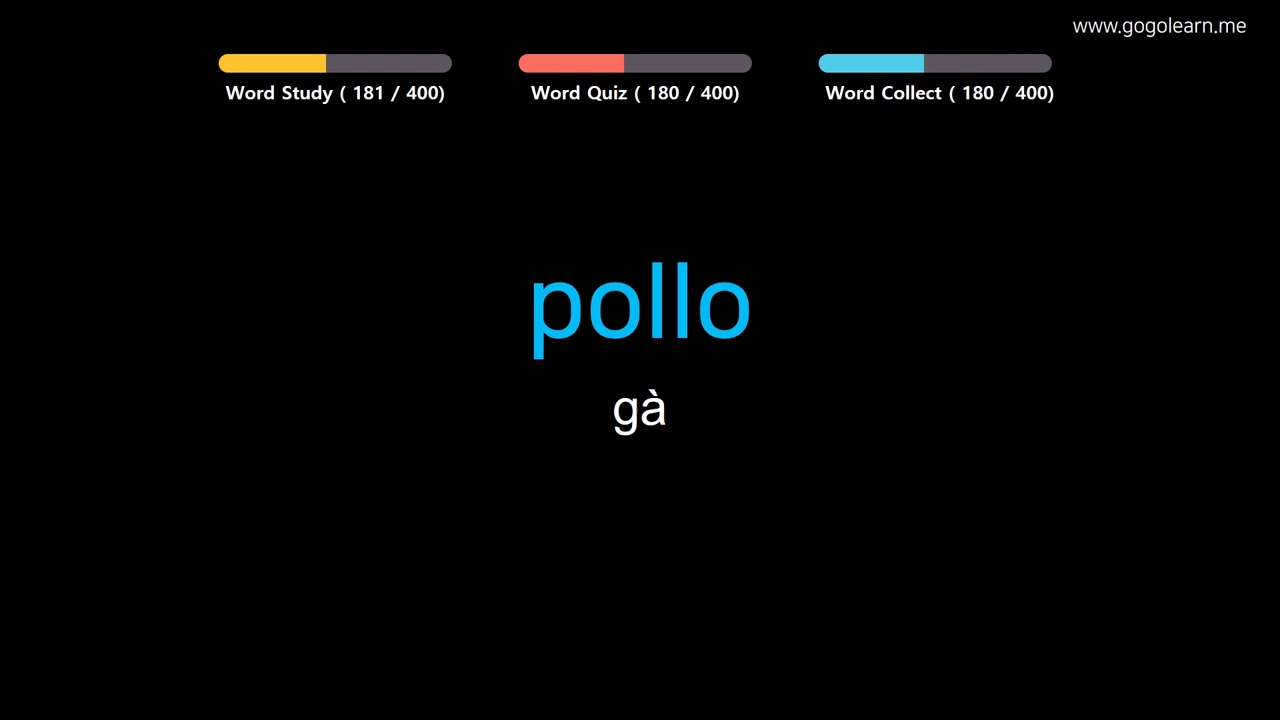 www.gogolearn.me
Word Study ( 181 / 400)
Word Quiz ( 180 / 400)
Word Collect ( 180 / 400)
pollo
gà